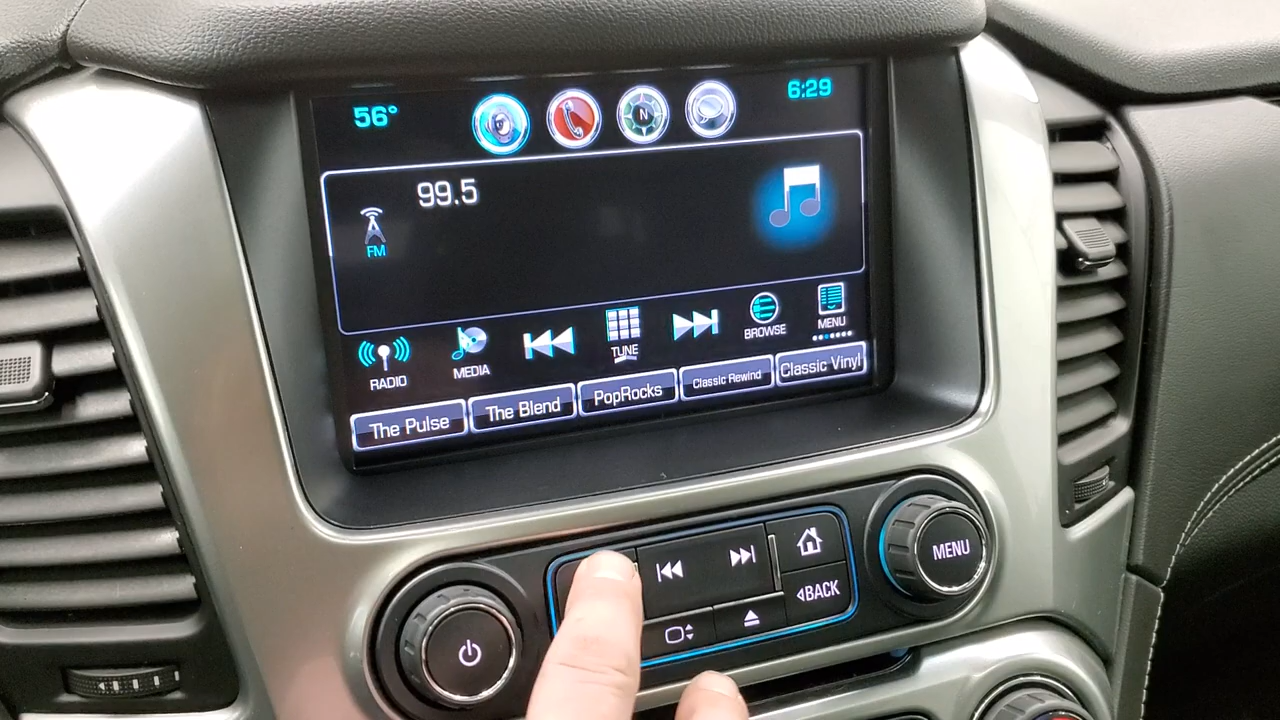 56°
N
6:29
99.5
FM
RADIO
MEDIA
TUNE
BROWSE
MENU
The Pulse
The Blend
PopRocks
Classic Rewind
Classic Vinyl
MENU
BACK